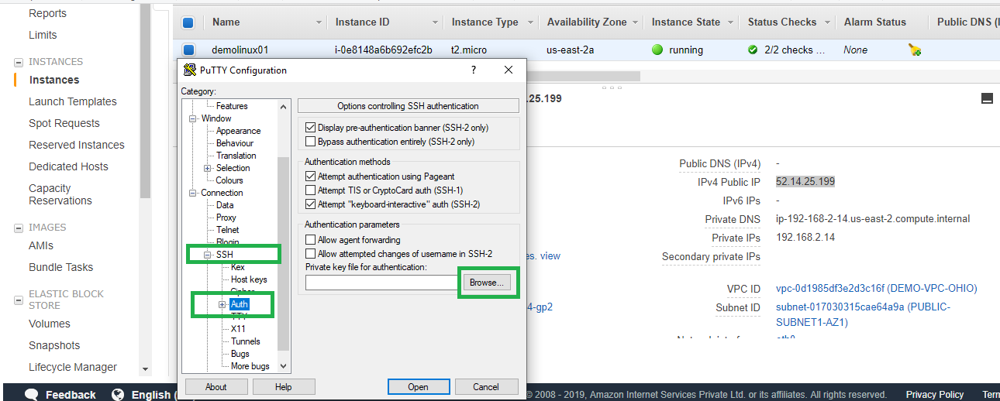 Reports
Limits
INSTANCES
Instances
Launch Templates
Spot Requests
Reserved Instances
Dedicated Hosts
Capacity
Reservations
IMAGES
AMIs
Bundle Tasks
ELASTIC BLOCK
STORE
Volumes
Snapshots
Lifecycle Manager
Name Instance ID Instance Type Availability Zone Instance State Status Checks Alarm Status Public DNS (I
demolinux01 i-0e8148a6b692efc2b t2.micro us-east-2a running 2/2 checks ... None
PuTTY Configuration ? ×
Category:
Features
Window
Appearance
Behaviour
Translation
Selection
Colours
Connection
Data
Proxy
Telnet
Rlogin
SSH
Kex
Host keys
Cipher
Auth
TTY
X11
Tunnels
Bugs
More bugs
Options controlling SSH authentication
Display pre-authentication banner (SSH-2 only)
Bypass authentication entirely (SSH-2 only)
Authentication methods
Attempt authentication using Pageant
Attempt TIS or CryptoCard auth (SSH-1)
Attempt "keyboard-interactive" auth (SSH-2)
Authentication parameters
Allow agent forwarding
Allow attempted changes of username in SSH-2
Private key file for authentication:
Browse...
About Help Open Cancel
.25.199
Public DNS (IPv4) -
IPv4 Public IP 52.14.25.199
IPv6 IPs -
Private DNS ip-192-168-2-14.us-east-2.compute.internal
Private IPs 192.168.2.14
es. view
Secondary private IPs
VPC ID vpc-0d1985df3e2d3c16f (DEMO-VPC-OHIO)
4-gp2
Subnet ID subnet-017030315cae64a9a (PUBLIC-
SUBNET1-AZ1)
Feedback English (
© 2008 - 2019, Amazon Internet Services Private Ltd. or its affiliates. All rights reserved. Privacy Policy Tern